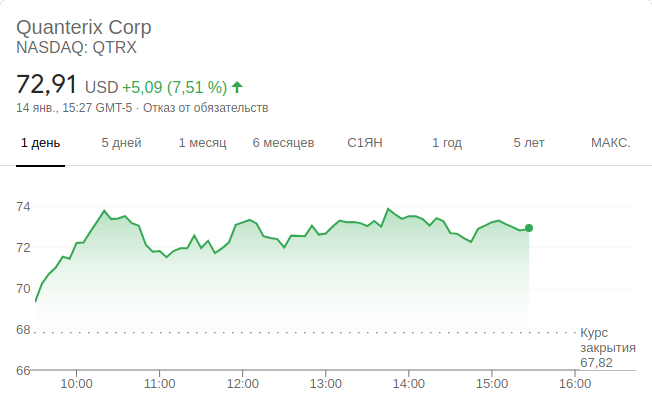 Quanterix Corp
NASDAQ: QTRX
72,91 USD +5,09 (7,51 %)
14 янв., 15:27 GMT-5 · Отказ от обязательств
1 день 5 дней 1 месяц 6 месяцев С1ЯН 1 год 5 лет МАКС.
74
72
70
68
Курс
закрытия
67,82
66
10:00 11:00 12:00 13:00 14:00 15:00 16:00